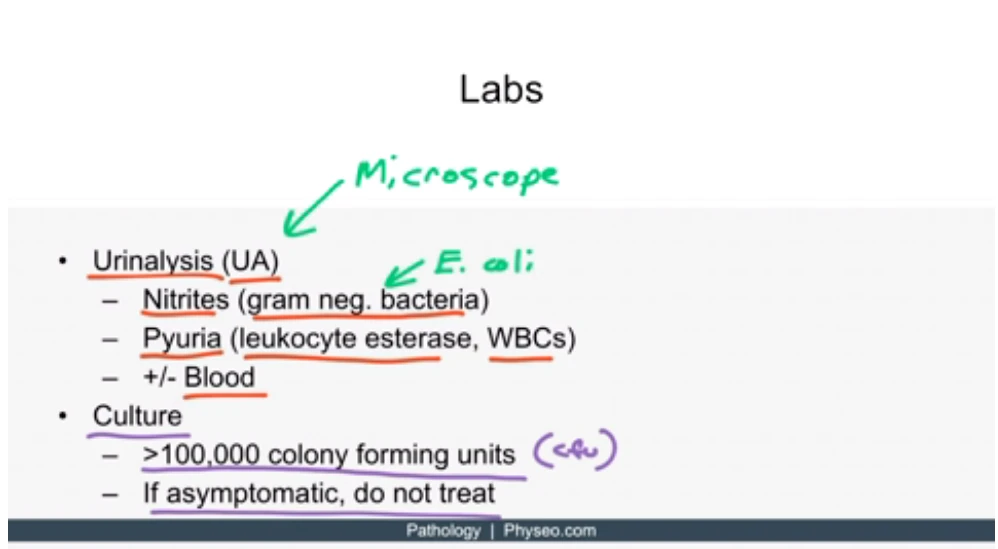 Labs
Microscope
• Urinalysis (UA)
E. coli
– Nitrites (gram neg. bacteria)
– Pyuria (leukocyte esterase, WBCs)
– +/- Blood
• Culture
– >100,000 colony forming units (cfu)
– If asymptomatic, do not treat
Pathology | Physeo.com